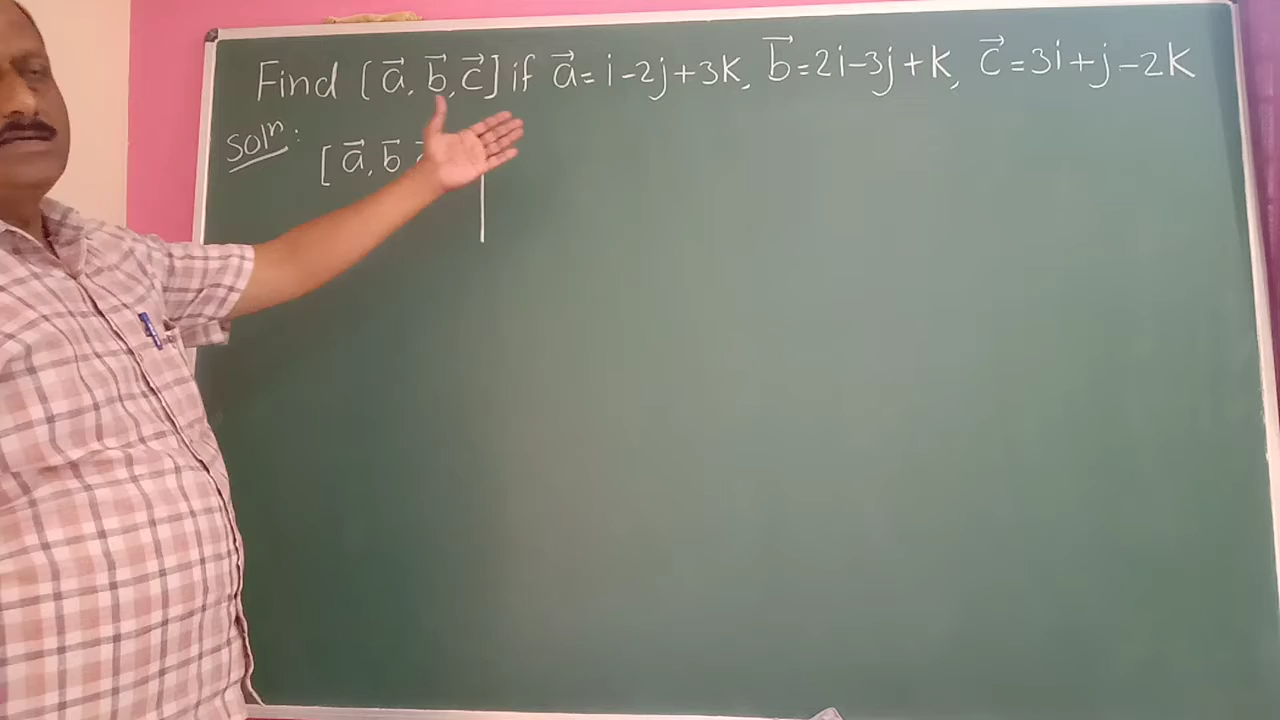 Find [a⃗, b⃗, c⃗] if a⃗ = i-2j+3k, b⃗ = 2i-3j+k, c⃗ = 3i+j-2k
Solⁿ:
[a⃗, b⃗